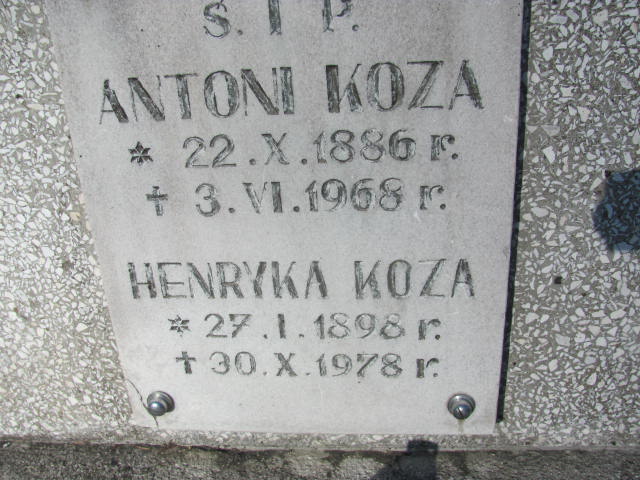 Ś. † P.
ANTONI KOZA
* 22.X.1886 r.
✝ 3.VI.1968 r.
HENRYKA KOZA
* 27.I.1898 r.
✝ 30.X.1978 r.